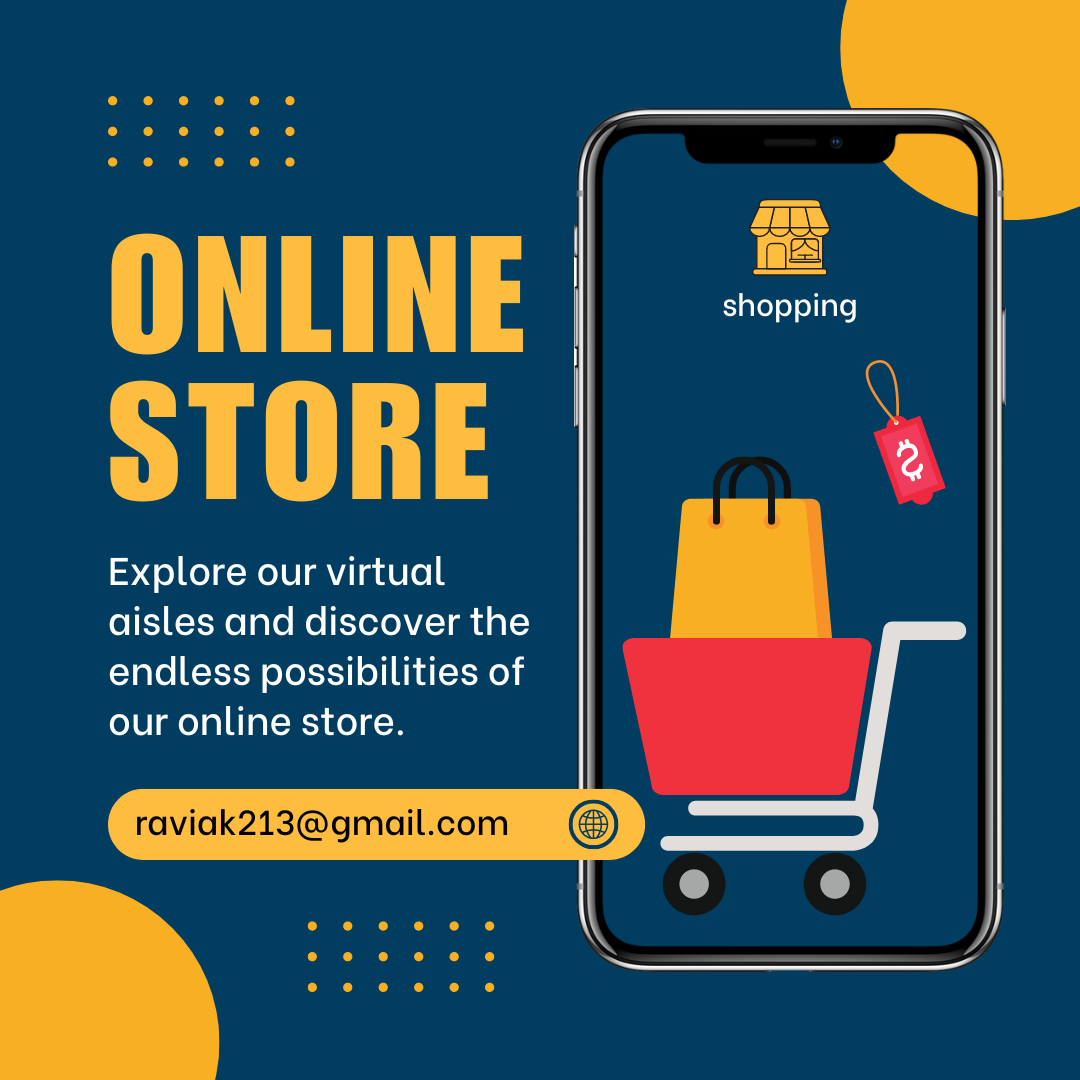 ONLINE
STORE
Explore our virtual
aisles and discover the
endless possibilities of
our online store.
raviak213@gmail.com
shopping